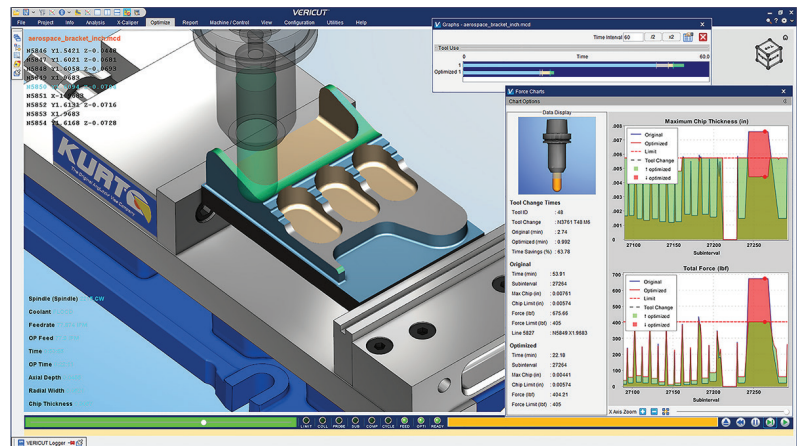 VERICUT
File Project Info Analysis X-Caliper Optimize Report Machine / Control View Configuration Utilities Help
aerospace_bracket_inch.mcd
N5846 Y1.5421 Z-0.0448
N5847 Y1.6021 Z-0.0681
N5848 Y1.6058 Z-0.0693
N5849 X1.9683
N5851 X-1.9683
N5852 Y1.6131 Z-0.0716
N5853 X1.9683
N5854 Y1.6168 Z-0.0728
KURT
The Engineered Workholding
Spindle (Spindle)
Coolant
Feedrate
OP Feed
Time
OP Time
Axial Depth
Radial Width
Chip Thickness
Graphs - aerospace_bracket_inch.mcd X
Time Interval 60 /2 x2
Tool Use
0 Time 60.0
1
Optimized 1
Force Charts X
Chart Options
Data Display
Tool Change Times
Tool ID : 48
Tool Change : N3761 T48 M6
Original (min) : 2.74
Optimized (min) : 0.992
Time Savings (%) : 63.78
Original
Time (min) : 53.91
Subinterval : 27264
Max Chip (in) : 0.00761
Chip Limit (in) : 0.00574
Force (lbf) : 675.66
Force Limit (lbf) : 405
Line 5827 : N5849 X1.9683
Optimized
Time (min) : 22.18
Subinterval : 27264
Max Chip (in) : 0.00441
Chip Limit (in) : 0.00574
Force (lbf) : 404.21
Force Limit (lbf) : 405
Maximum Chip Thickness (in)
.008
.007
.006
.005
.004
.003
.002
.001
0
Original
Optimized
Limit
Tool Change
↑ optimized
↓ optimized
27100 27150 27200 27250
Subinterval
Total Force (lbf)
700
600
500
400
300
200
100
0
Original
Optimized
Limit
Tool Change
↑ optimized
↓ optimized
27100 27150 27200 27250
Subinterval
X Axis Zoom
LIMIT COLL PROBE SUB COMP CYCLE FEED OPTI READY
VERICUT Logger